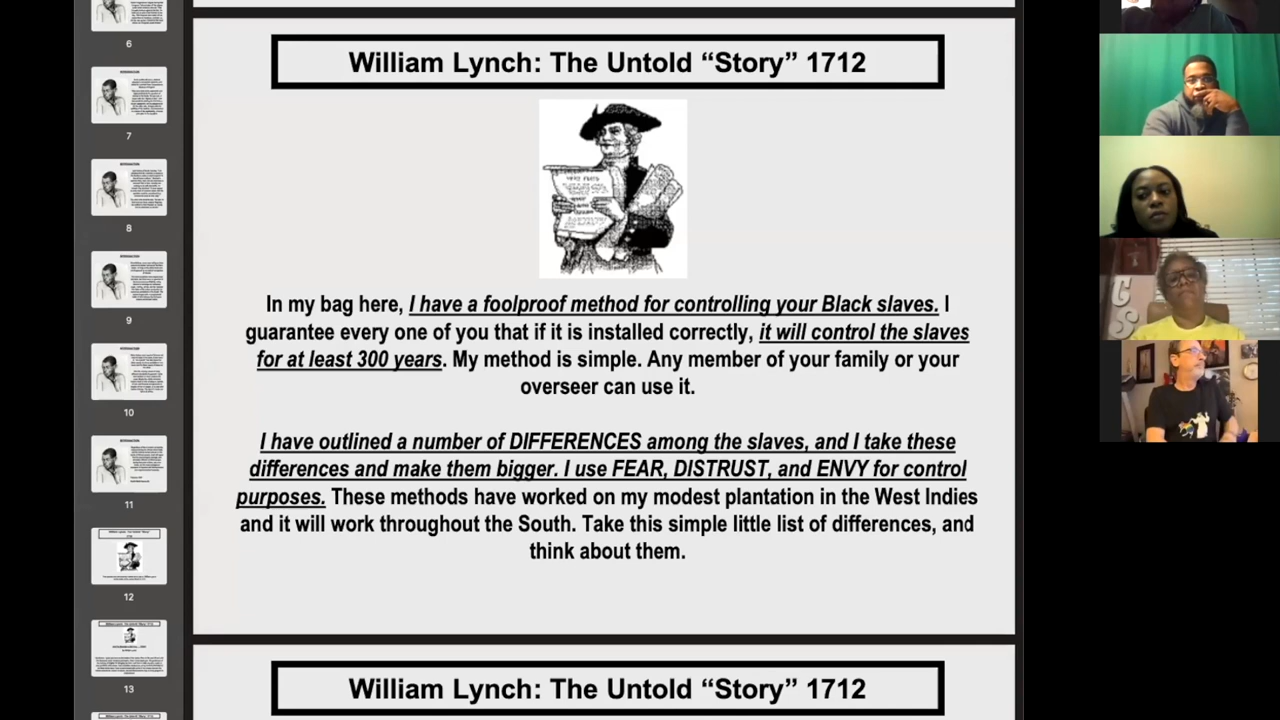 6
7
8
9
10
11
12
13
William Lynch: The Untold “Story” 1712
In my bag here, I have a foolproof method for controlling your Black slaves. I
guarantee every one of you that if it is installed correctly, it will control the slaves
for at least 300 years. My method is simple. Any member of your family or your
overseer can use it.
I have outlined a number of DIFFERENCES among the slaves, and I take these
differences and make them bigger. I use FEAR, DISTRUST, and ENVY for control
purposes. These methods have worked on my modest plantation in the West Indies
and it will work throughout the South. Take this simple little list of differences, and
think about them.
William Lynch: The Untold “Story” 1712